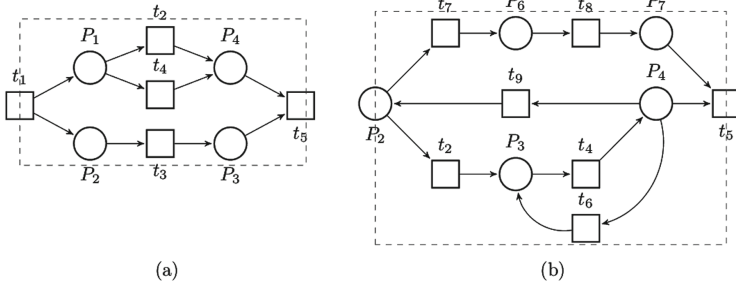 t₂
P₁
P₄
t₄
t₁
t₅
P₂
t₃
P₃
(a)
t₇
P₆
t₈
P₇
t₉
P₄
P₂
t₅
t₂
P₃
t₄
t₆
(b)